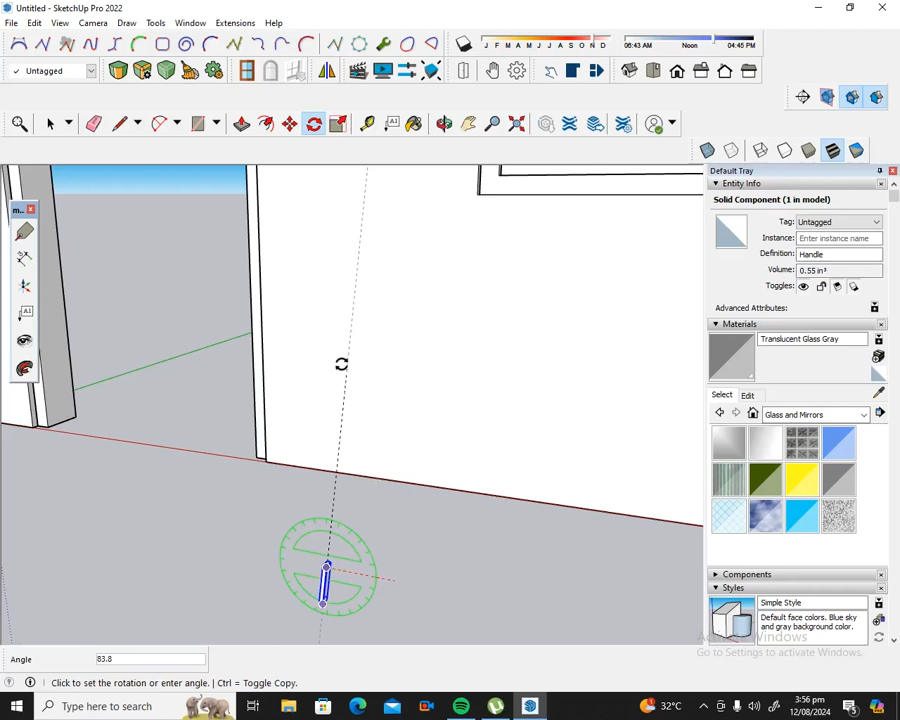 Untitled - SketchUp Pro 2022
File Edit View Camera Draw Tools Window Extensions Help
J F M A M J J A S O N D 06:43 AM Noon 04:45 PM
Untagged
Default Tray
m...
Entity Info
Solid Component (1 in model)
Tag: Untagged
Instance: Enter instance name
Definition: Handle
Volume: 0.55 in³
Toggles:
Advanced Attributes:
Materials
Translucent Glass Gray
Select Edit
Glass and Mirrors
Components
Styles
Simple Style
Default face colors. Blue sky
and gray background color.
Activate Windows
Go to Settings to activate Windows.
Angle 83.8
Click to set the rotation or enter angle. | Ctrl = Toggle Copy.
Type here to search
32°C
3:56 pm
12/08/2024
5